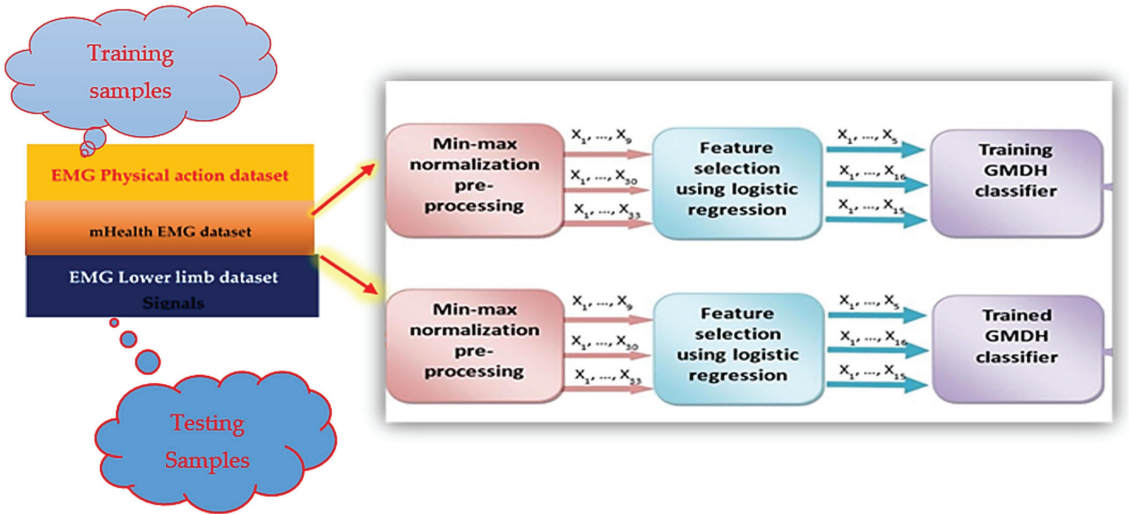 Training
samples
EMG Physical action dataset
mHealth EMG dataset
EMG Lower limb dataset
Signals
Testing
Samples
Min-max
normalization
pre-
processing
X₁, ..., X₉
X₁, ..., X₃₀
X₁, ..., X₃₃
Feature
selection
using logistic
regression
X₁, ..., X₅
X₁, ..., X₁₆
X₁, ..., X₁₅
Training
GMDH
classifier
Min-max
normalization
pre-
processing
X₁, ..., X₉
X₁, ..., X₃₀
X₁, ..., X₃₃
Feature
selection
using logistic
regression
X₁, ..., X₅
X₁, ..., X₁₆
X₁, ..., X₁₅
Trained
GMDH
classifier